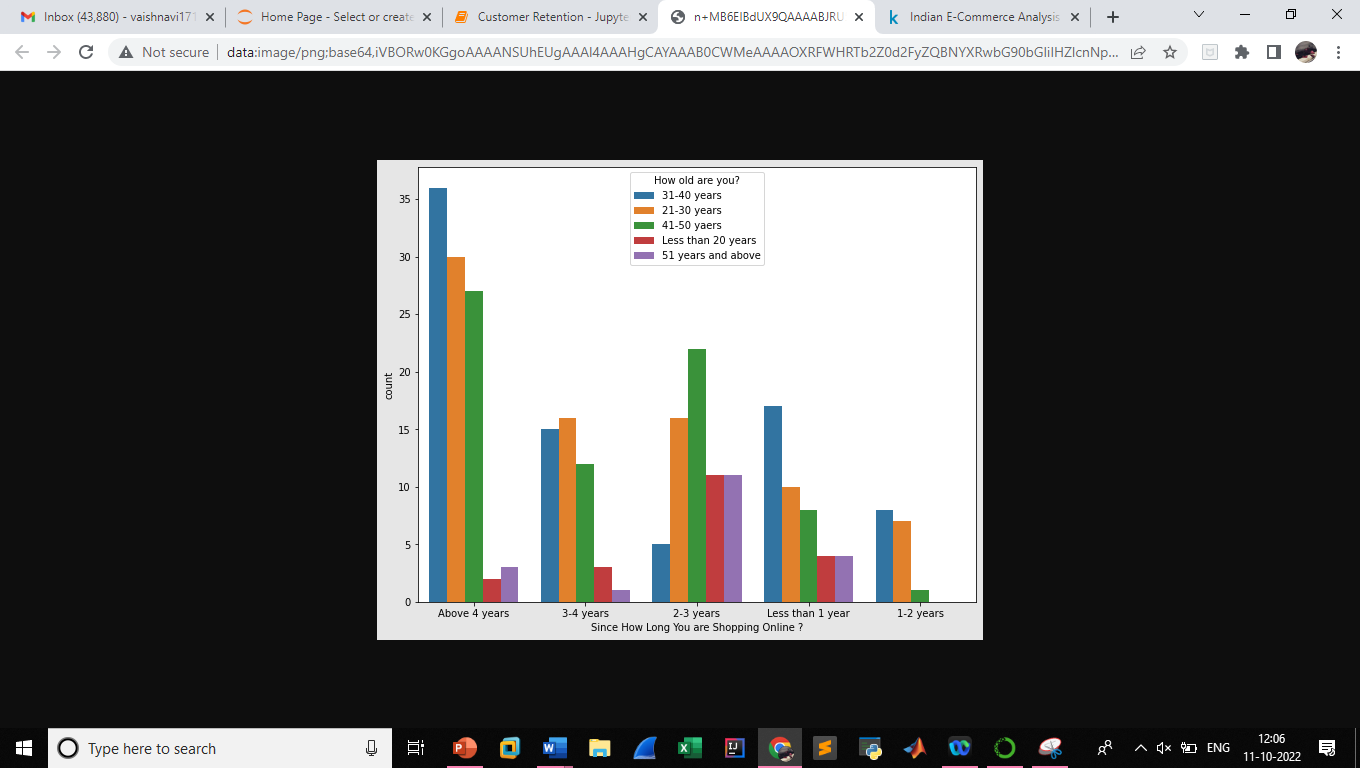 Inbox (43,880) - vaishnavi171
Home Page - Select or create
Customer Retention - Jupyte
n+MB6EIBdUX9QAAAABJRU
Indian E-Commerce Analysis
Not secure
data:image/png;base64,iVBORw0KGgoAAAANSUhEUgAAAl4AAAHgCAYAAAB0CWMeAAAAOXRFWHRTb2Z0d2FyZQBNYXRwbG90bGliIHZlcnNp...
How old are you?
31-40 years
21-30 years
41-50 yaers
Less than 20 years
51 years and above
35
30
25
20
15
10
5
0
count
Above 4 years
3-4 years
2-3 years
Less than 1 year
1-2 years
Since How Long You are Shopping Online ?
Type here to search
ENG
12:06
11-10-2022